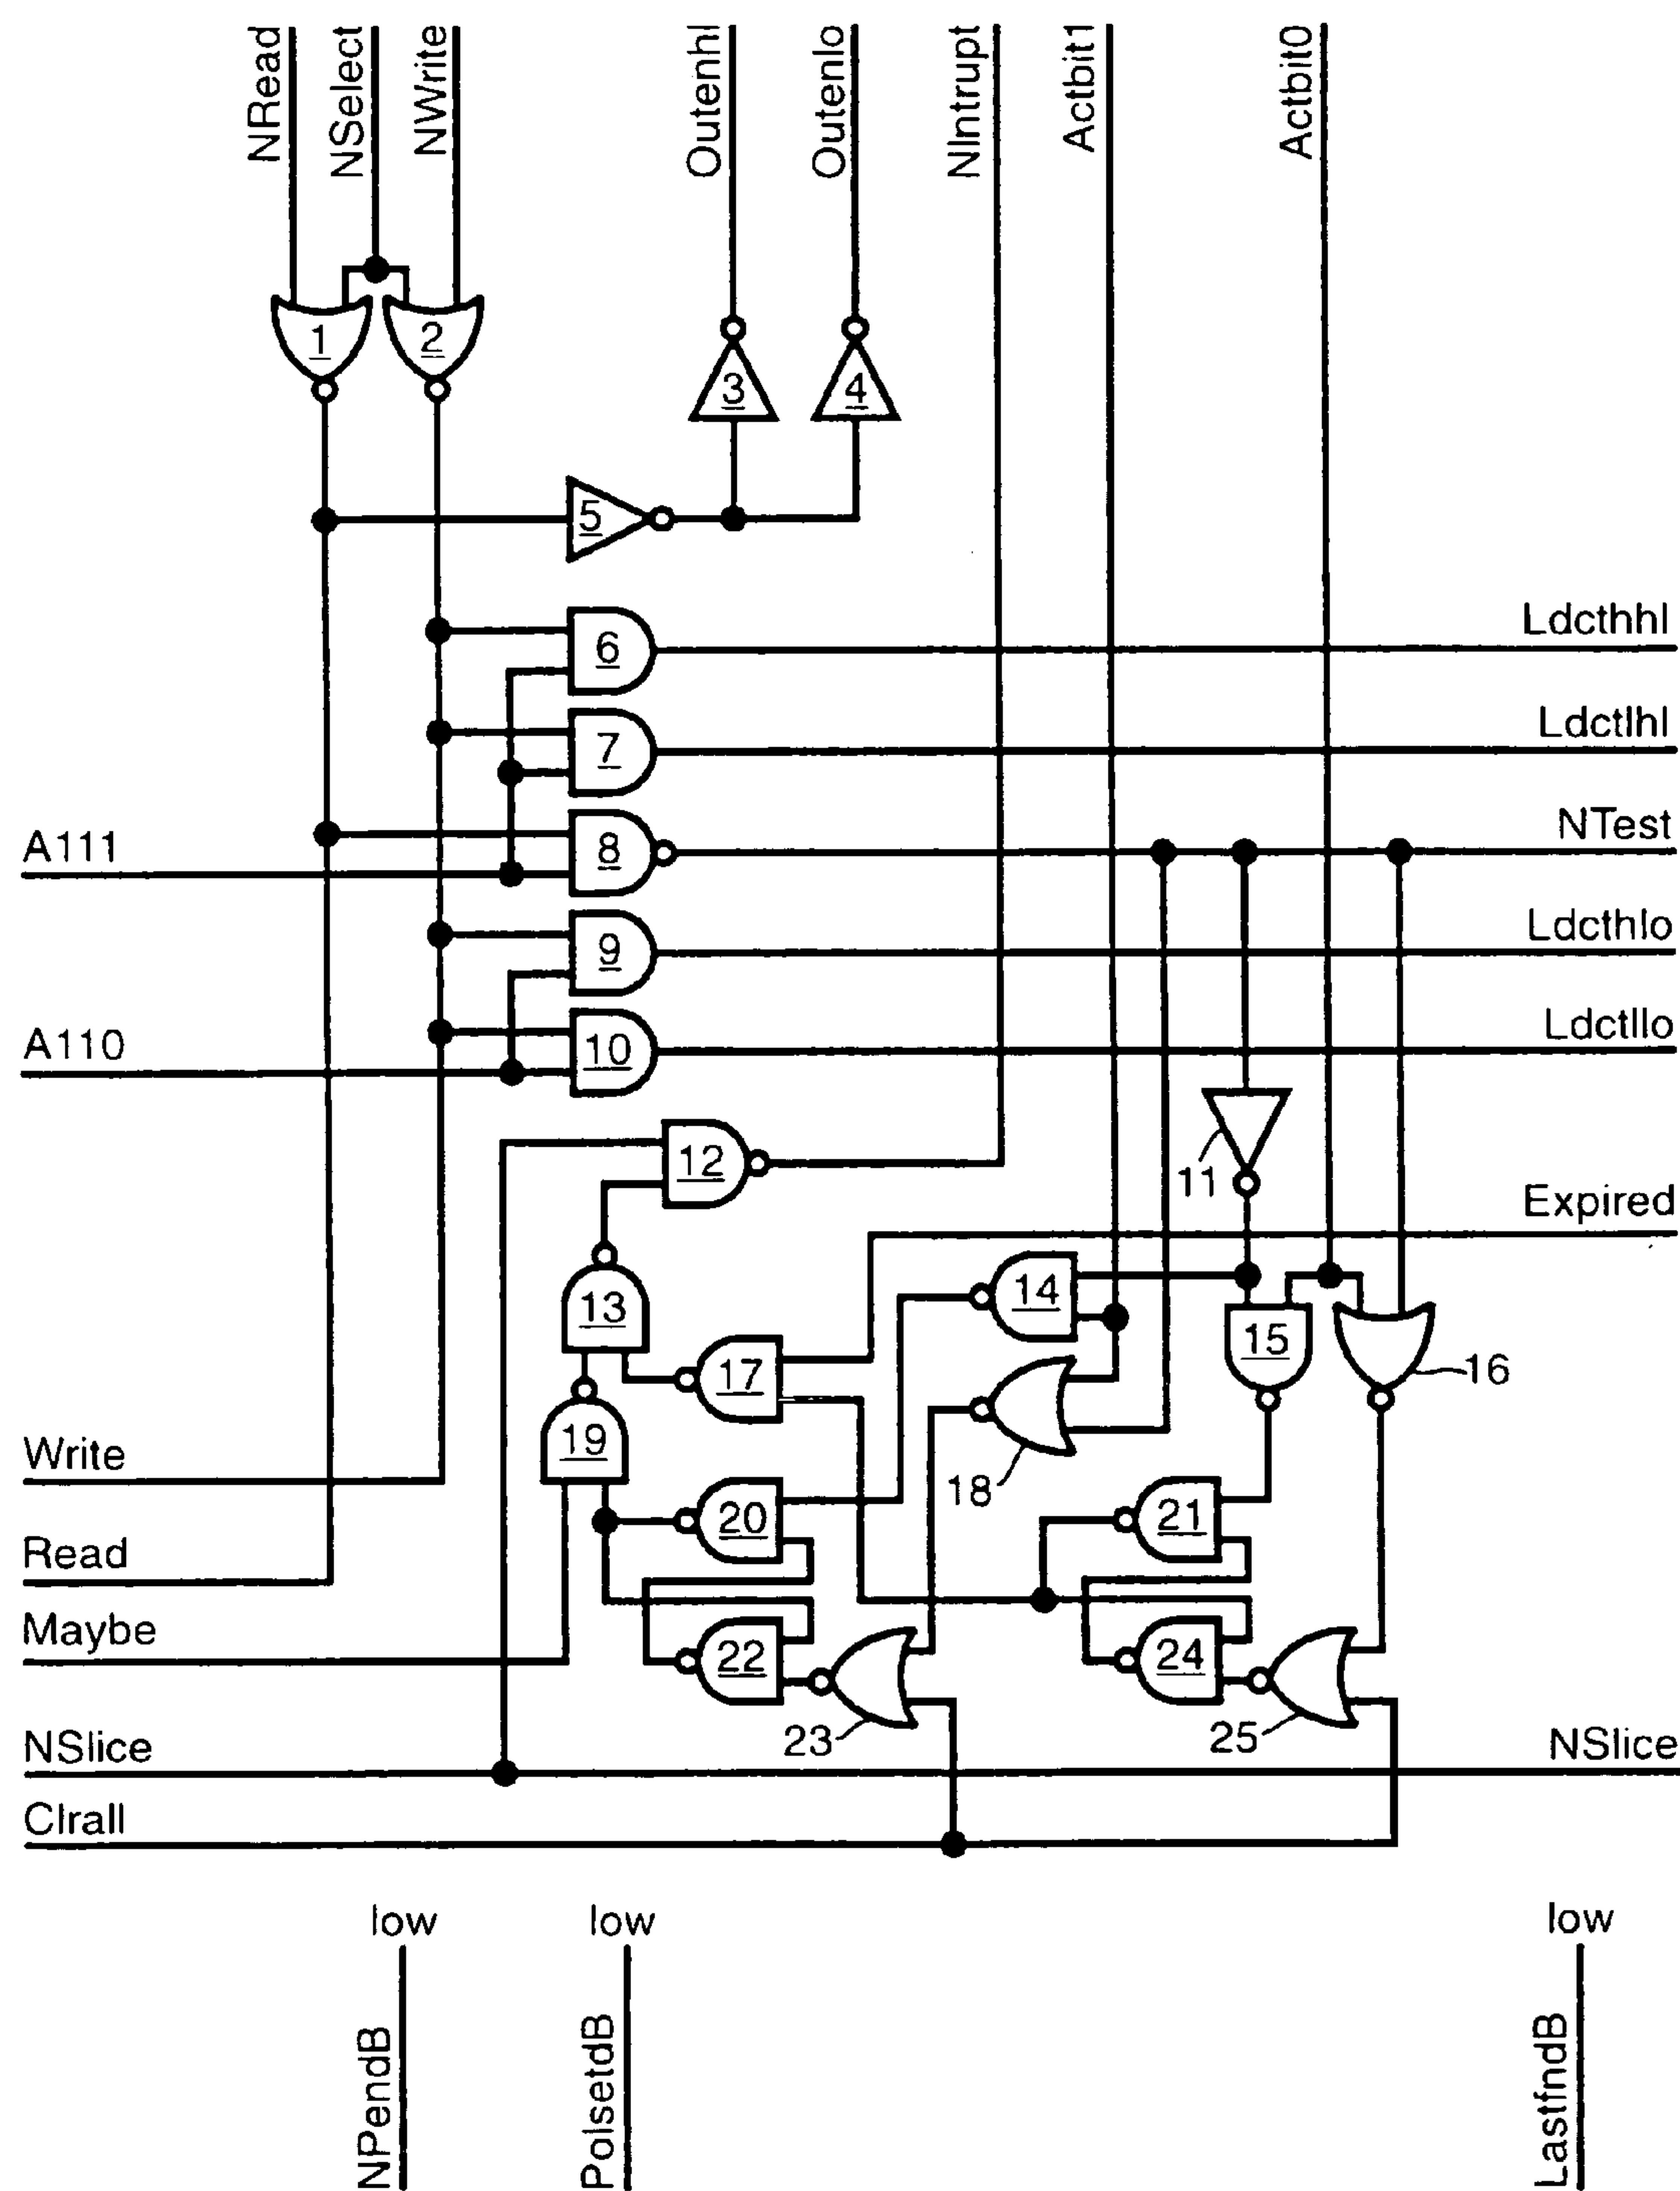 NRead
NSelect
NWrite
Outenhl
Outenlo
NIntrupt
Actbit1
Actbit0
1
2
3
4
5
6
Ldcthhl
7
Ldctlhl
A111
8
NTest
9
Ldcthlo
A110
10
Ldctllo
12
11
Expired
13
14
15
16
17
Write
19
18
20
21
Read
Maybe
22
24
23
25
NSlice
NSlice
Clrall
low
low
low
NPendB
PolsetdB
LastfndB